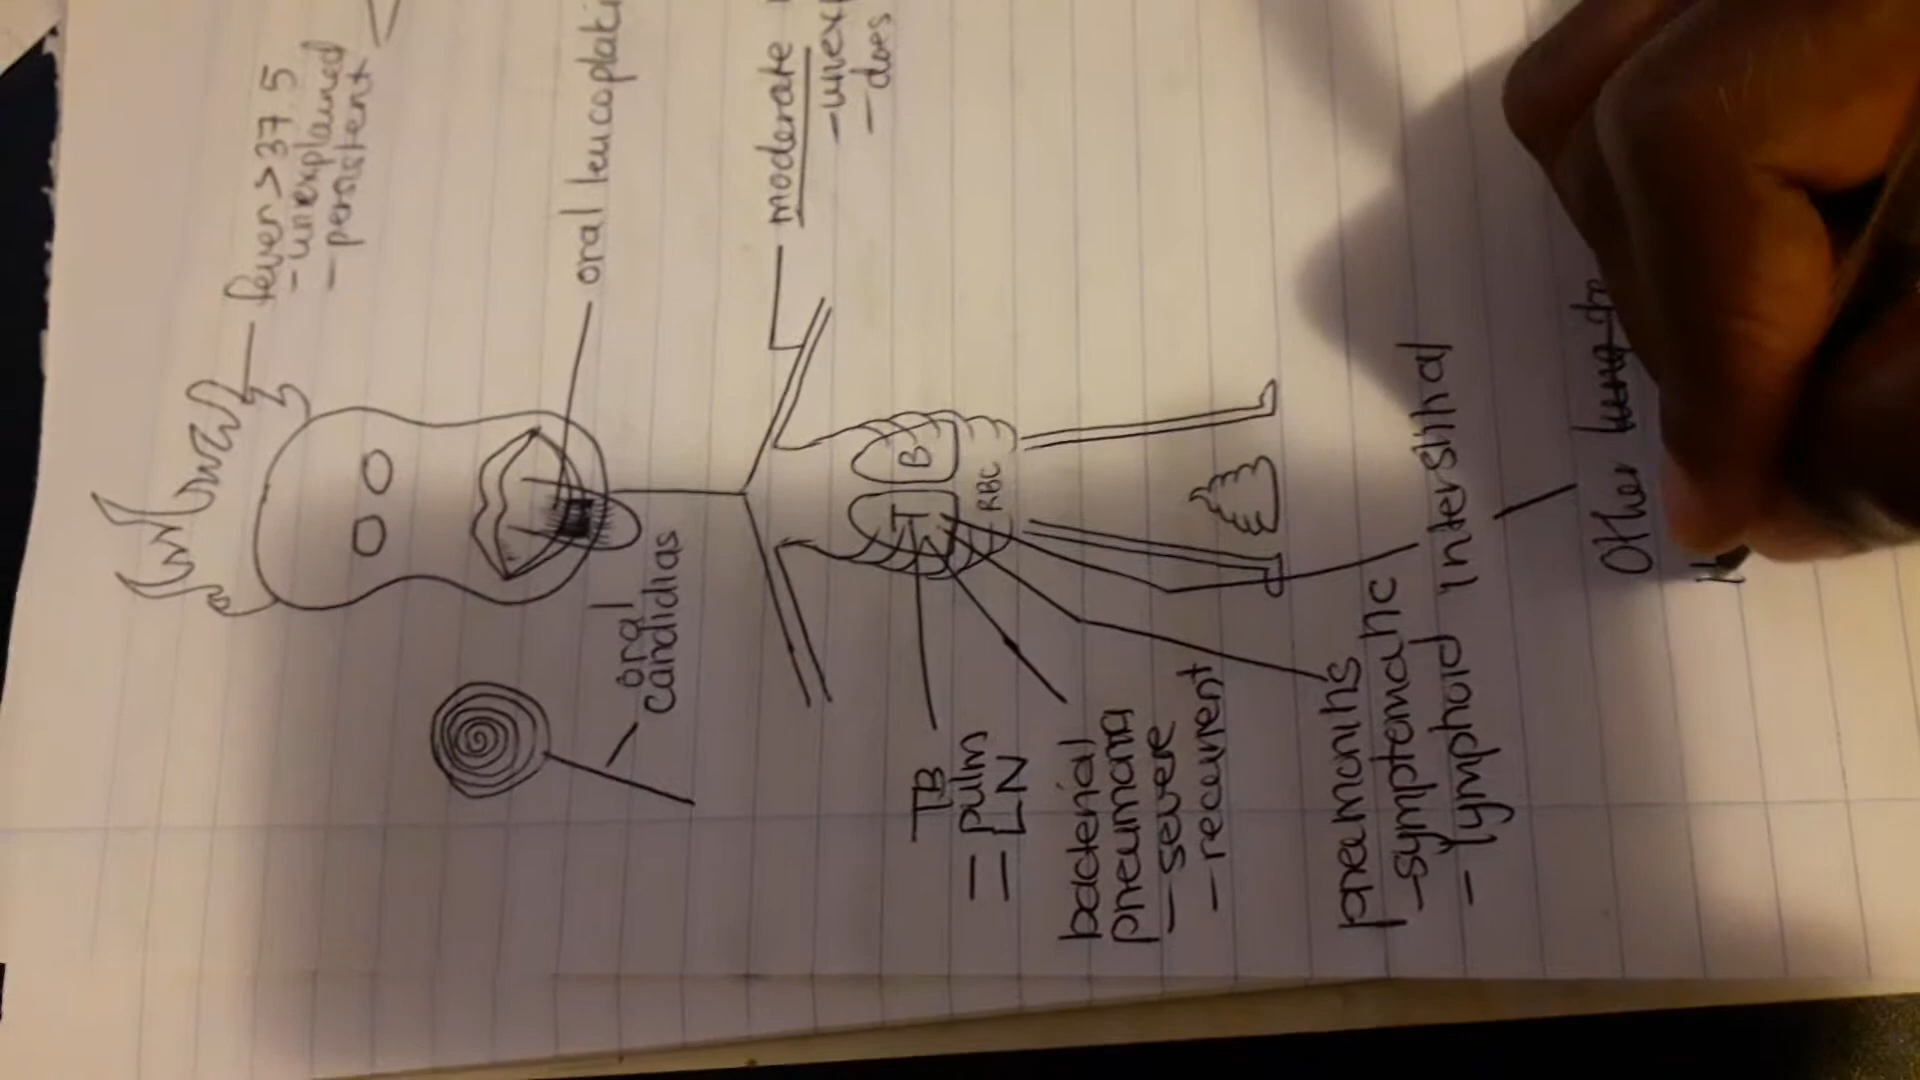 fever > 37.5
- unexplained
- persistent
oral leucoplaki
oral
candidias
moderate
- unex
- does
T B
RBC
TB
= pulm
LN
bacterial
pneumonia
- severe
- recurrent
pneumonitis
- symptomatic
- lymphoid interstitial
Other